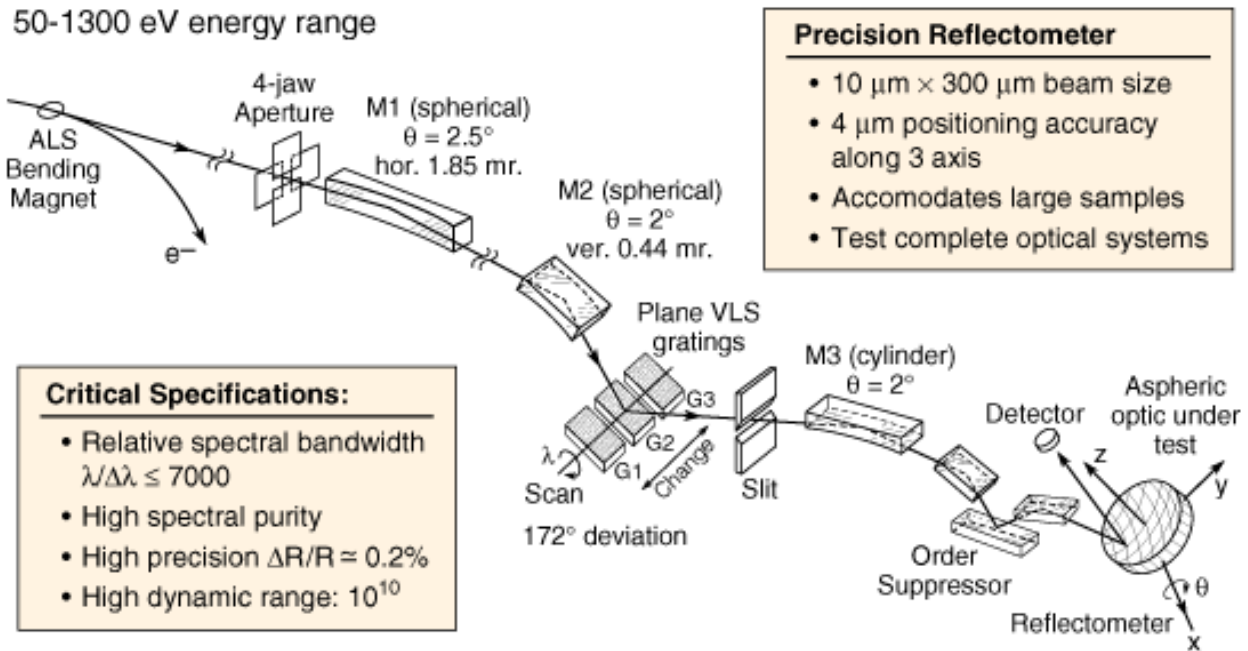 50-1300 eV energy range
Precision Reflectometer
• 10 μm × 300 μm beam size
• 4 μm positioning accuracy
along 3 axis
• Accomodates large samples
• Test complete optical systems
4-jaw
Aperture
M1 (spherical)
θ = 2.5°
hor. 1.85 mr.
ALS
Bending
Magnet
e–
M2 (spherical)
θ = 2°
ver. 0.44 mr.
Plane VLS
gratings
M3 (cylinder)
θ = 2°
G3
G2
G1
λ
Scan
Change
Slit
172° deviation
Detector
Aspheric
optic under
test
z
y
Order
Suppressor
θ
Reflectometer
x
Critical Specifications:
• Relative spectral bandwidth
λ/Δλ ≤ 7000
• High spectral purity
• High precision ΔR/R ≃ 0.2%
• High dynamic range: 10¹⁰